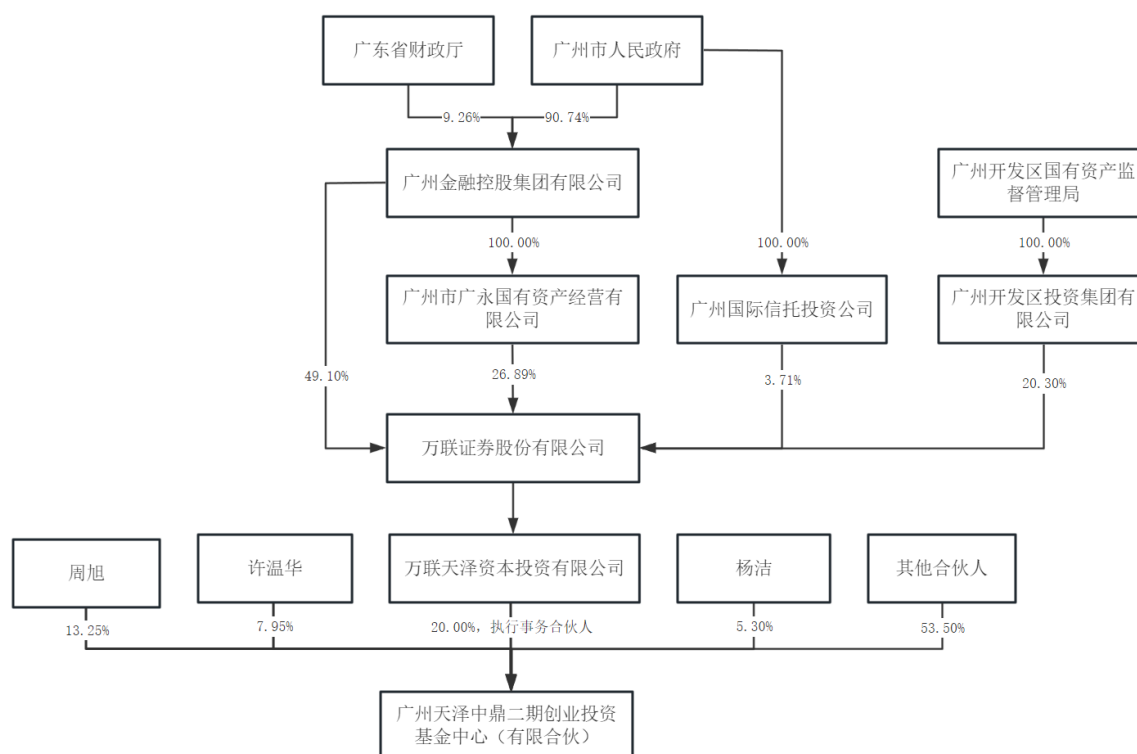 广东省财政厅
广州市人民政府
9.26%
90.74%
广州金融控股集团有限公司
广州开发区国有资产监
督管理局
100.00%
100.00%
100.00%
广州市广永国有资产经营有
限公司
广州国际信托投资公司
广州开发区投资集团有
限公司
49.10%
26.89%
3.71%
20.30%
万联证券股份有限公司
周旭
许温华
万联天泽资本投资有限公司
杨洁
其他合伙人
13.25%
7.95%
20.00%，执行事务合伙人
5.30%
53.50%
广州天泽中鼎二期创业投资
基金中心（有限合伙）